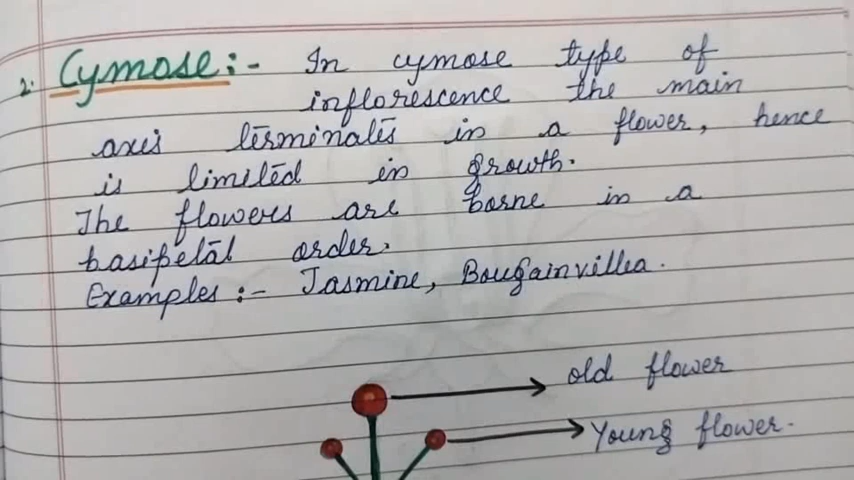 2. Cymose :- In cymose type of
inflorescence the main
axis terminates in a flower, hence
is limited in growth.
The flowers are borne in a
basipetal order.
Examples :- Jasmine, Bougainvillea.
old flower
Young flower.